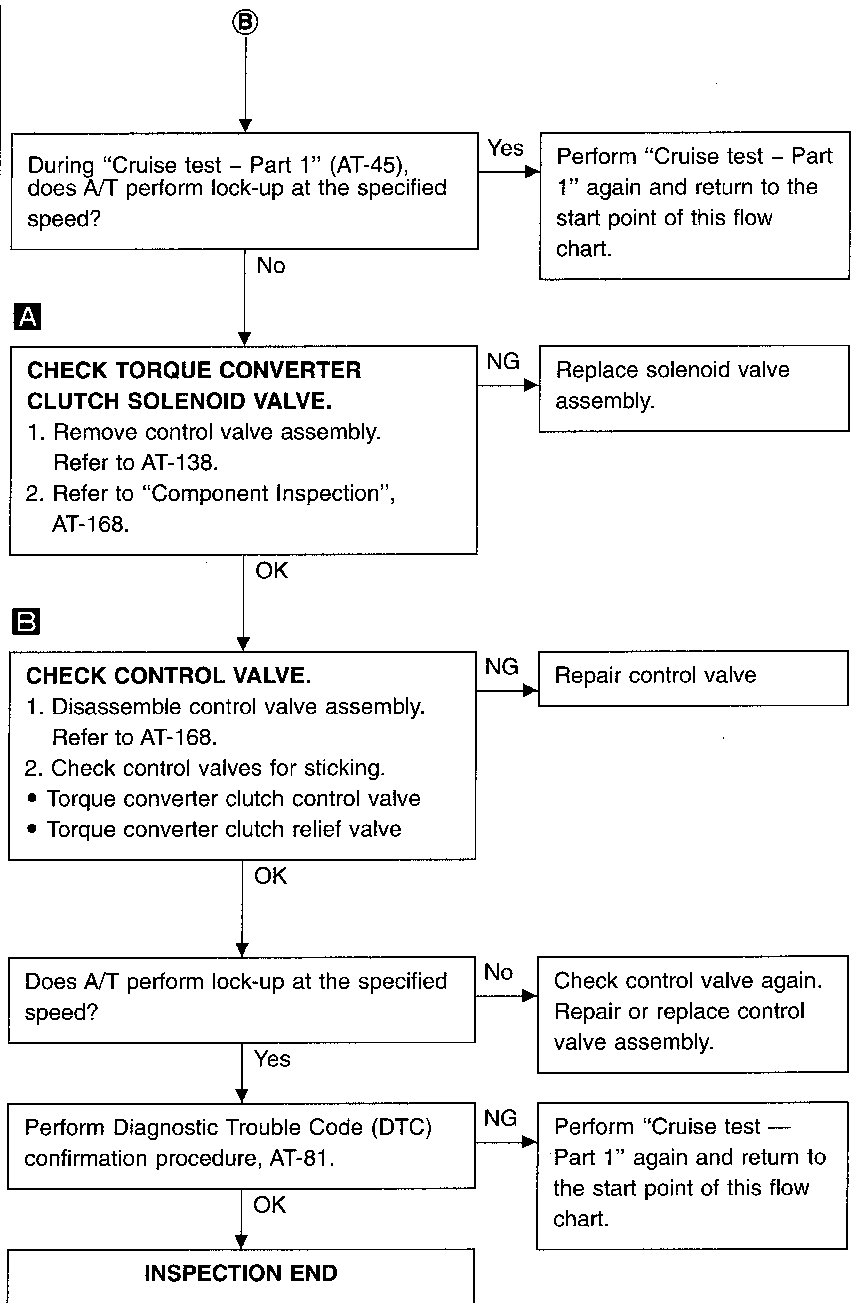 B
During “Cruise test – Part 1” (AT-45),
does A/T perform lock-up at the specified
speed?
Yes
Perform “Cruise test – Part
1” again and return to the
start point of this flow
chart.
No
A
CHECK TORQUE CONVERTER
CLUTCH SOLENOID VALVE.
1. Remove control valve assembly.
Refer to AT-138.
2. Refer to “Component Inspection”,
AT-168.
NG
Replace solenoid valve
assembly.
OK
B
CHECK CONTROL VALVE.
1. Disassemble control valve assembly.
Refer to AT-168.
2. Check control valves for sticking.
• Torque converter clutch control valve
• Torque converter clutch relief valve
NG
Repair control valve
OK
Does A/T perform lock-up at the specified
speed?
No
Check control valve again.
Repair or replace control
valve assembly.
Yes
Perform Diagnostic Trouble Code (DTC)
confirmation procedure, AT-81.
NG
Perform “Cruise test —
Part 1” again and return to
the start point of this flow
chart.
OK
INSPECTION END